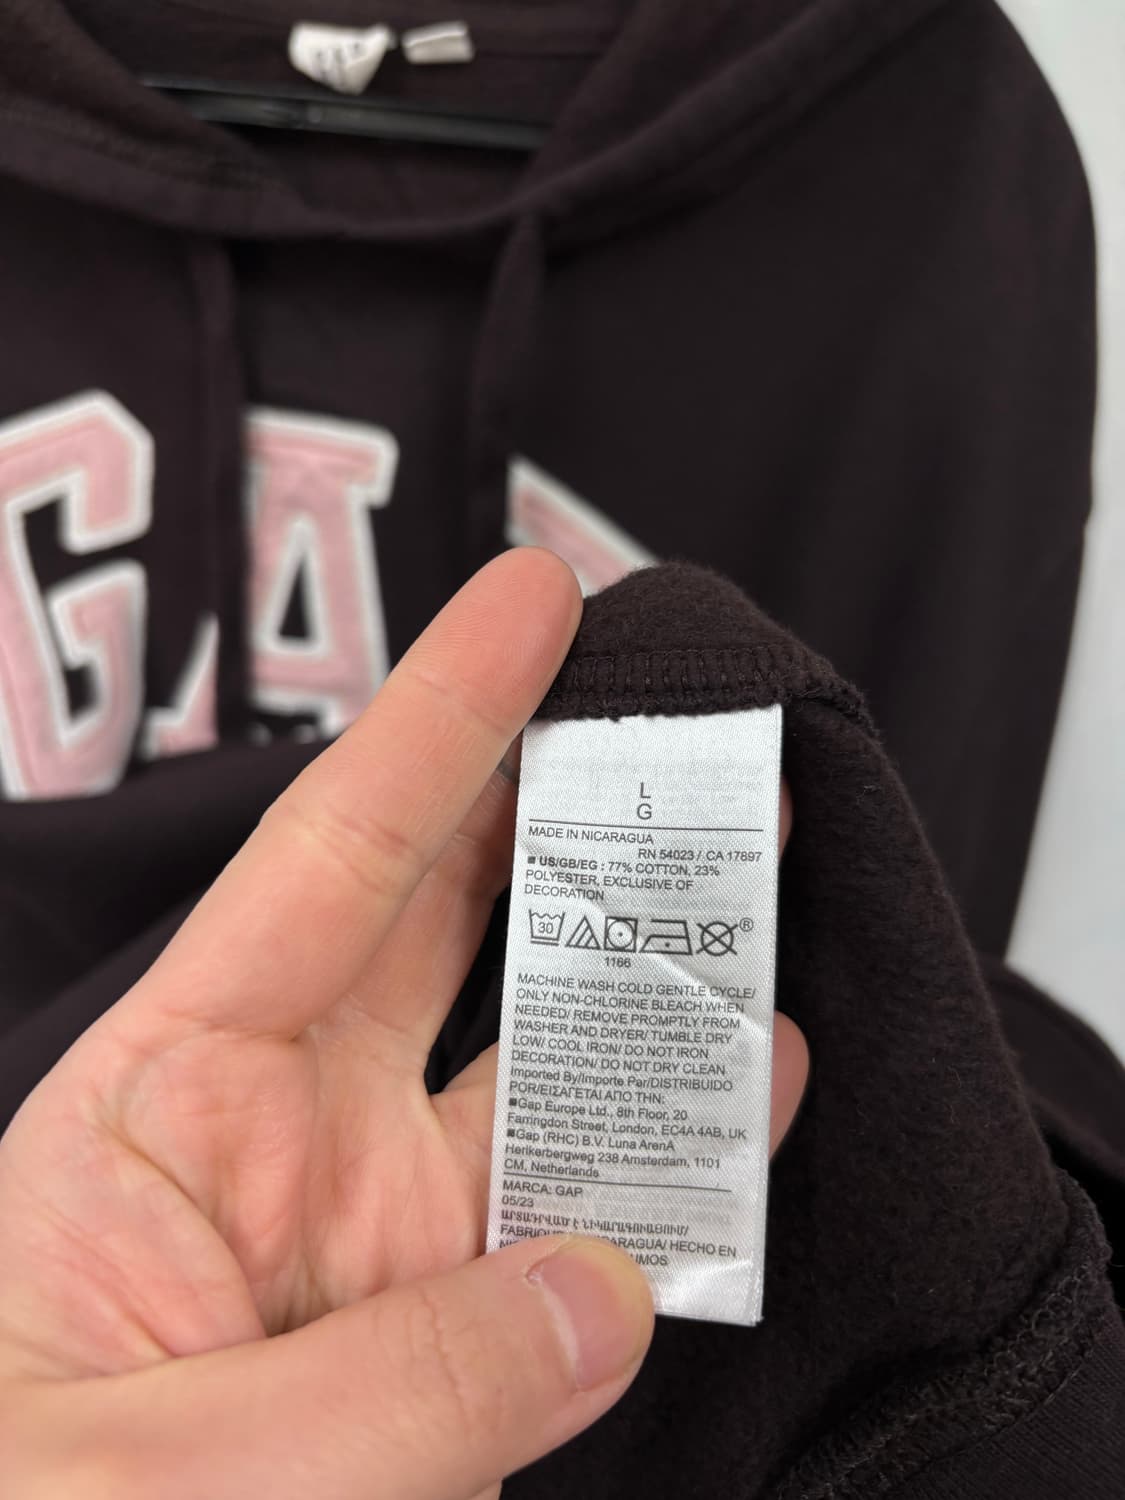 GAP
L
G
MADE IN NICARAGUA
RN 54023 / CA 17897
■ US/GB/EG : 77% COTTON, 23%
POLYESTER, EXCLUSIVE OF
DECORATION
30
®
1166
MACHINE WASH COLD GENTLE CYCLE/
ONLY NON-CHLORINE BLEACH WHEN
NEEDED/ REMOVE PROMPTLY FROM
WASHER AND DRYER/ TUMBLE DRY
LOW/ COOL IRON/ DO NOT IRON
DECORATION/ DO NOT DRY CLEAN
Imported By/Importe Par/DISTRIBUIDO
POR/ΕΙΣΑΓΕΤΑΙ ΑΠΟ ΤΗΝ:
■Gap Europe Ltd., 8th Floor, 20
Farringdon Street, London, EC4A 4AB, UK
■Gap (RHC) B.V. Luna ArenA
Herikerbergweg 238 Amsterdam, 1101
CM, Netherlands
MARCA: GAP
05/23
ԱՐՏԱԴՐՎԱԾ Է ՆԻԿԱՐԱԳՈՒԱՅՈՒՄ/
ARAGUA/ HECHO EN